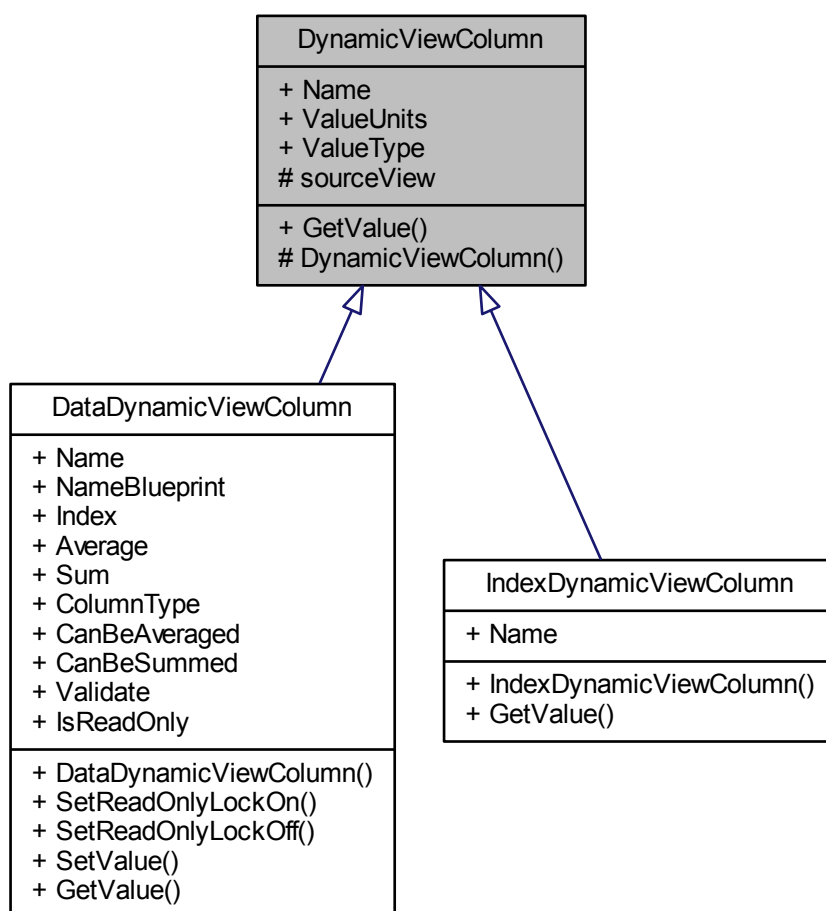 DynamicViewColumn
+ Name
+ ValueUnits
+ ValueType
# sourceView
+ GetValue()
# DynamicViewColumn()
DataDynamicViewColumn
+ Name
+ NameBlueprint
+ Index
+ Average
+ Sum
+ ColumnType
+ CanBeAveraged
+ CanBeSummed
+ Validate
+ IsReadOnly
+ DataDynamicViewColumn()
+ SetReadOnlyLockOn()
+ SetReadOnlyLockOff()
+ SetValue()
+ GetValue()
IndexDynamicViewColumn
+ Name
+ IndexDynamicViewColumn()
+ GetValue()